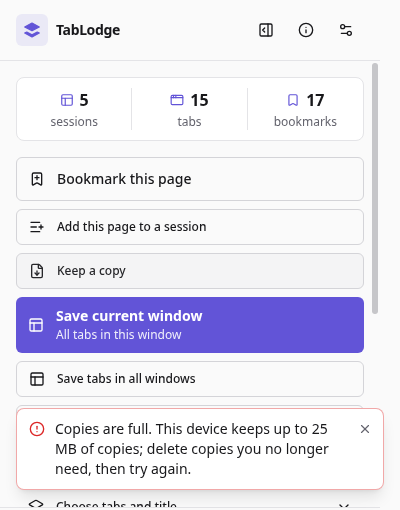 TabLodge
5
sessions
15
tabs
17
bookmarks
Bookmark this page
Add this page to a session
Keep a copy
Save current window
All tabs in this window
Save tabs in all windows
Copies are full. This device keeps up to 25
MB of copies; delete copies you no longer
need, then try again.
Choose tabs and title